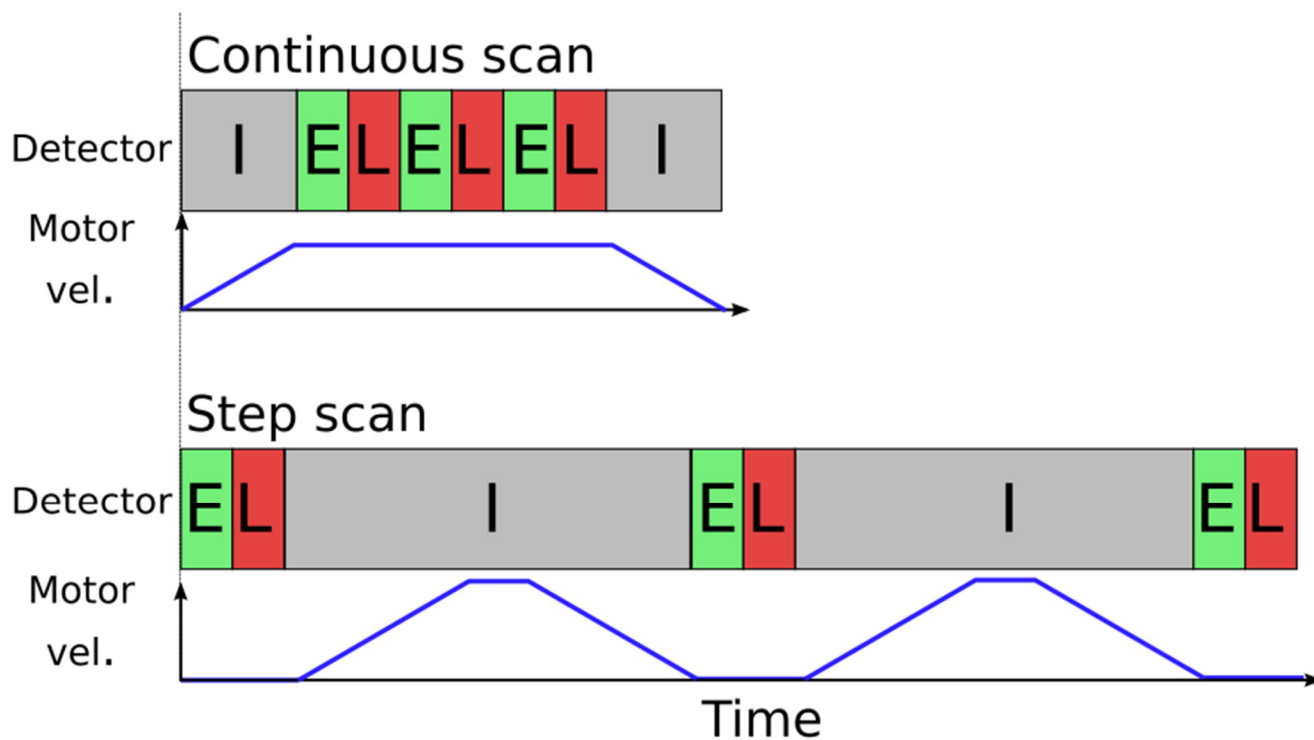 Continuous scan
Detector
I E L E L E L I
Motor
vel.
Step scan
Detector
E L I E L I E L
Motor
vel.
Time